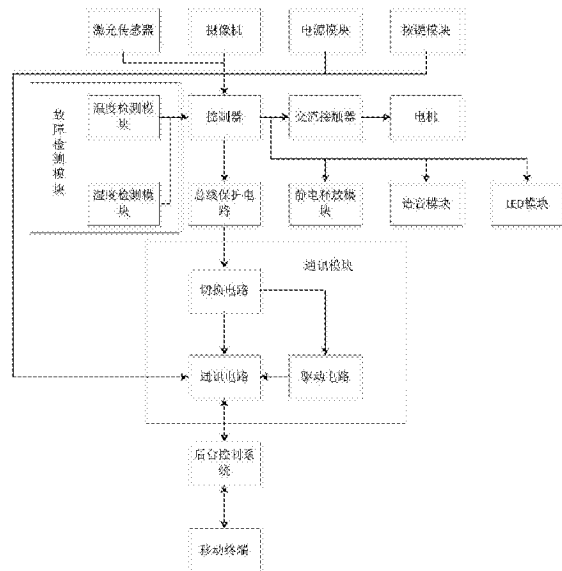 激光传感器
摄像机
电源模块
按键模块
故障检测模块
温度检测模块
控制器
交流接触器
电机
湿度检测模块
总线保护电路
静电释放模块
语音模块
LED模块
通讯模块
切换电路
通讯电路
驱动电路
后台控制系统
移动终端